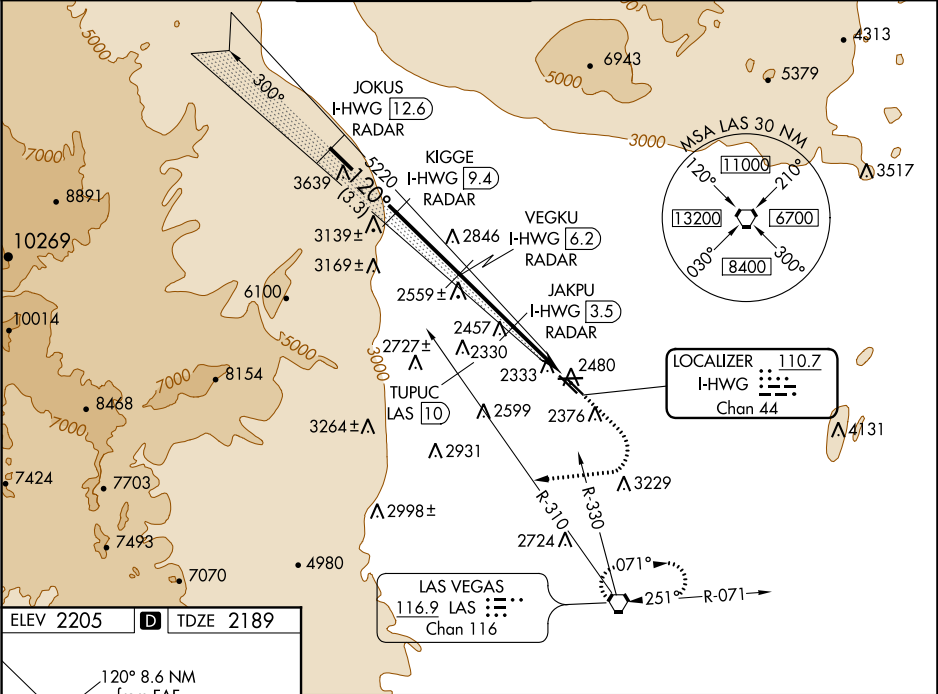 5000
7000
8891
10269
10014
6100
5000
7000
8154
8468
7000
7424
7703
7493
7070
4980
3000
300°
JOKUS
I-HWG 12.6
RADAR
5220
120°
(3.3)
3639
3139±
3169±
KIGGE
I-HWG 9.4
RADAR
2846
VEGKU
I-HWG 6.2
RADAR
2559±
JAKPU
I-HWG 3.5
RADAR
2457
2330
2727±
2333
2480
TUPUC
LAS 10
2599
2376
3264±
2931
2998±
3229
2724
R-310
R-330
6943
5000
4313
5379
3000
3517
MSA LAS 30 NM
120°
11000
210°
13200
6700
030°
8400
300°
LOCALIZER 110.7
I-HWG
Chan 44
4131
LAS VEGAS
116.9 LAS
Chan 116
071°
251°
R-071
ELEV 2205
D
TDZE 2189
120° 8.6 NM
from FAF